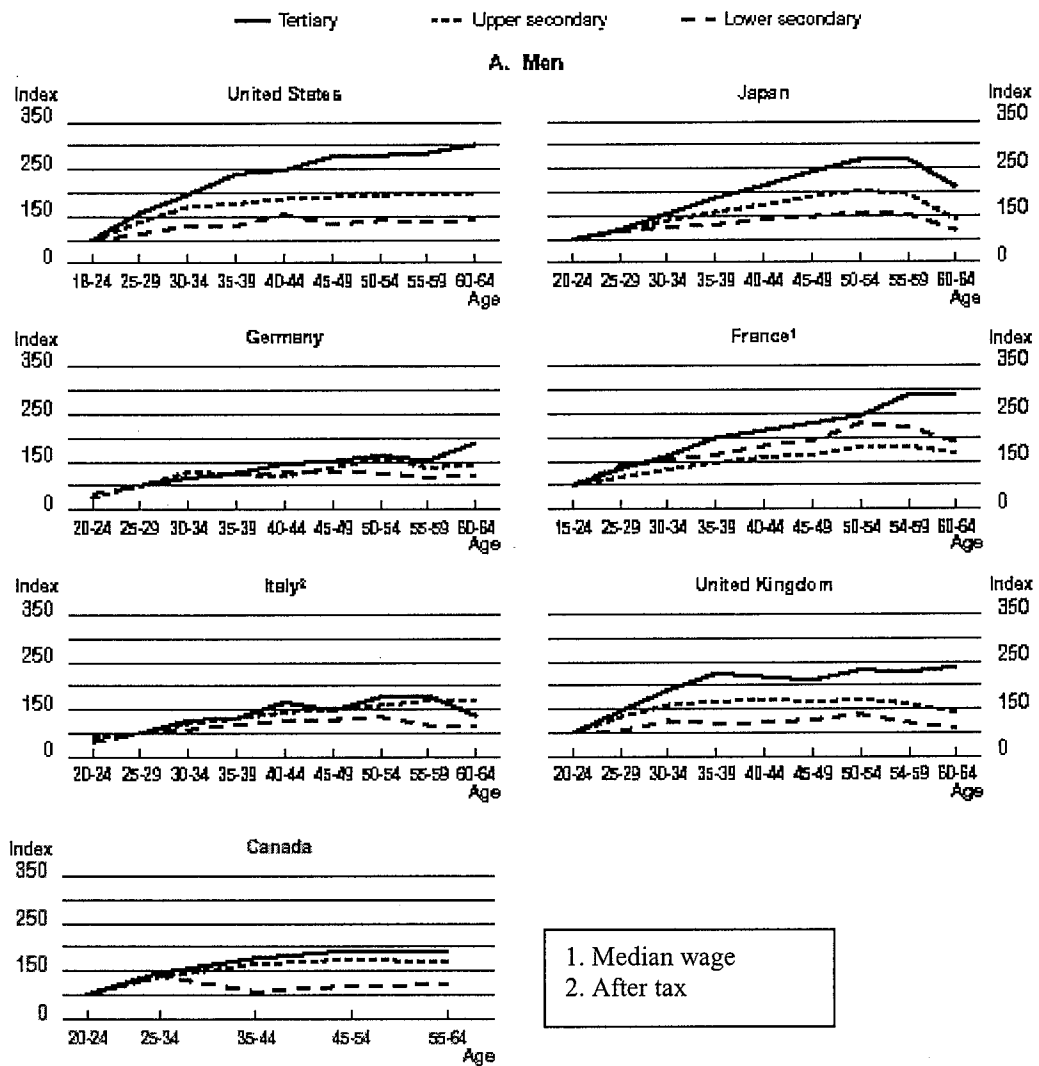 Tertiary Upper secondary Lower secondary
A. Men
Index United States
350
250
150
0
18-24 25-29 30-34 35-39 40-44 45-49 50-54 55-59 60-64
Age
Japan Index
350
250
150
0
20-24 25-29 30-34 35-39 40-44 45-49 50-54 55-59 60-64
Age
Index Germany
350
250
150
0
20-24 25-29 30-34 35-39 40-44 45-49 50-54 55-59 60-64
Age
France¹ Index
350
250
150
0
15-24 25-29 30-34 35-39 40-44 45-49 50-54 54-59 60-64
Age
Index Italy²
350
250
150
0
20-24 25-29 30-34 35-39 40-44 45-49 50-54 55-59 60-64
Age
United Kingdom Index
350
250
150
0
20-24 25-29 30-34 35-39 40-44 45-49 50-54 54-59 60-64
Age
Index Canada
350
250
150
0
20-24 25-34 35-44 45-54 55-64
Age
1. Median wage
2. After tax